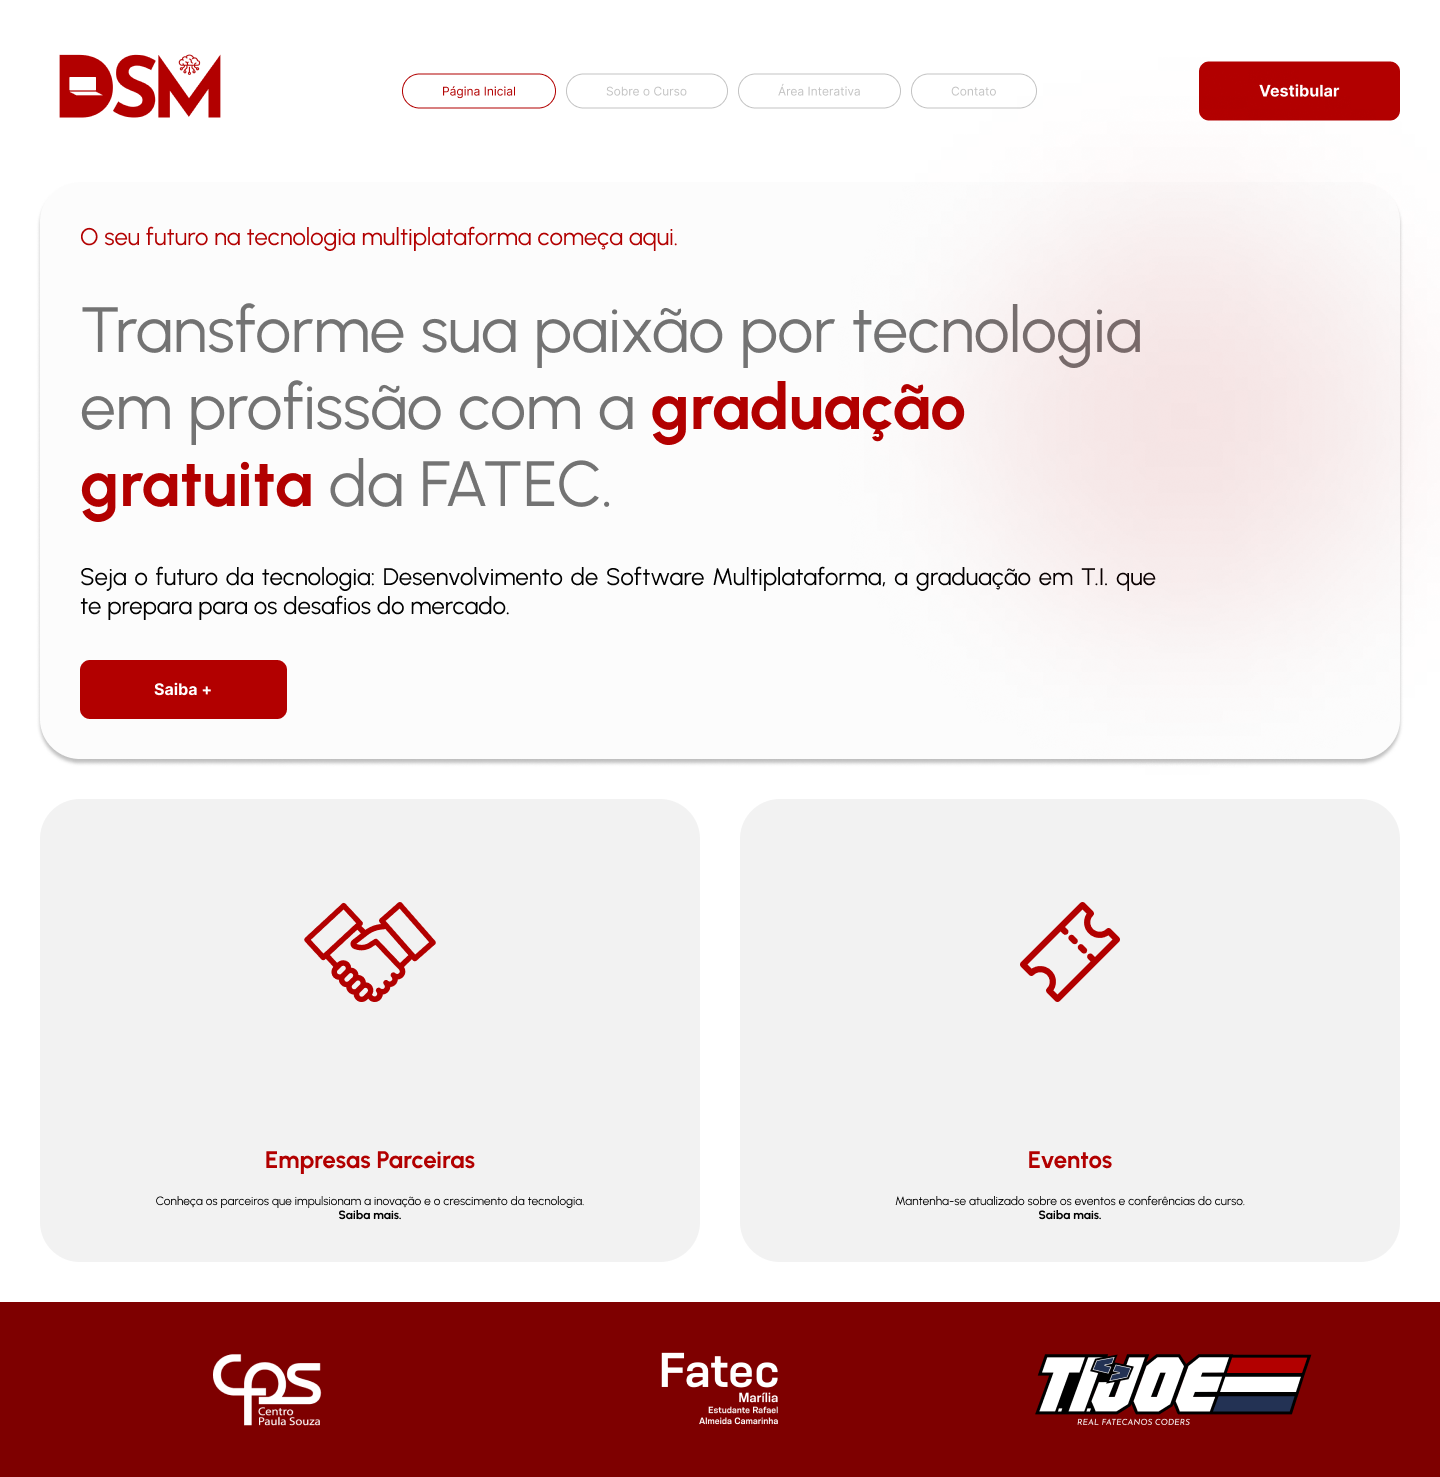 DSM
Página Inicial
Sobre o Curso
Área Interativa
Contato
Vestibular
O seu futuro na tecnologia multiplataforma começa aqui.
Transforme sua paixão por tecnologia
em profissão com a graduação
gratuita da FATEC.
Seja o futuro da tecnologia: Desenvolvimento de Software Multiplataforma, a graduação em T.I. que
te prepara para os desafios do mercado.
Saiba +
Empresas Parceiras
Conheça os parceiros que impulsionam a inovação e o crescimento da tecnologia.
Saiba mais.
Eventos
Mantenha-se atualizado sobre os eventos e conferências do curso.
Saiba mais.
CPS
Centro
Paula Souza
Fatec
Marília
Estudante Rafael
Almeida Camarinha
T.I.JOE
REAL FATECANOS CODERS